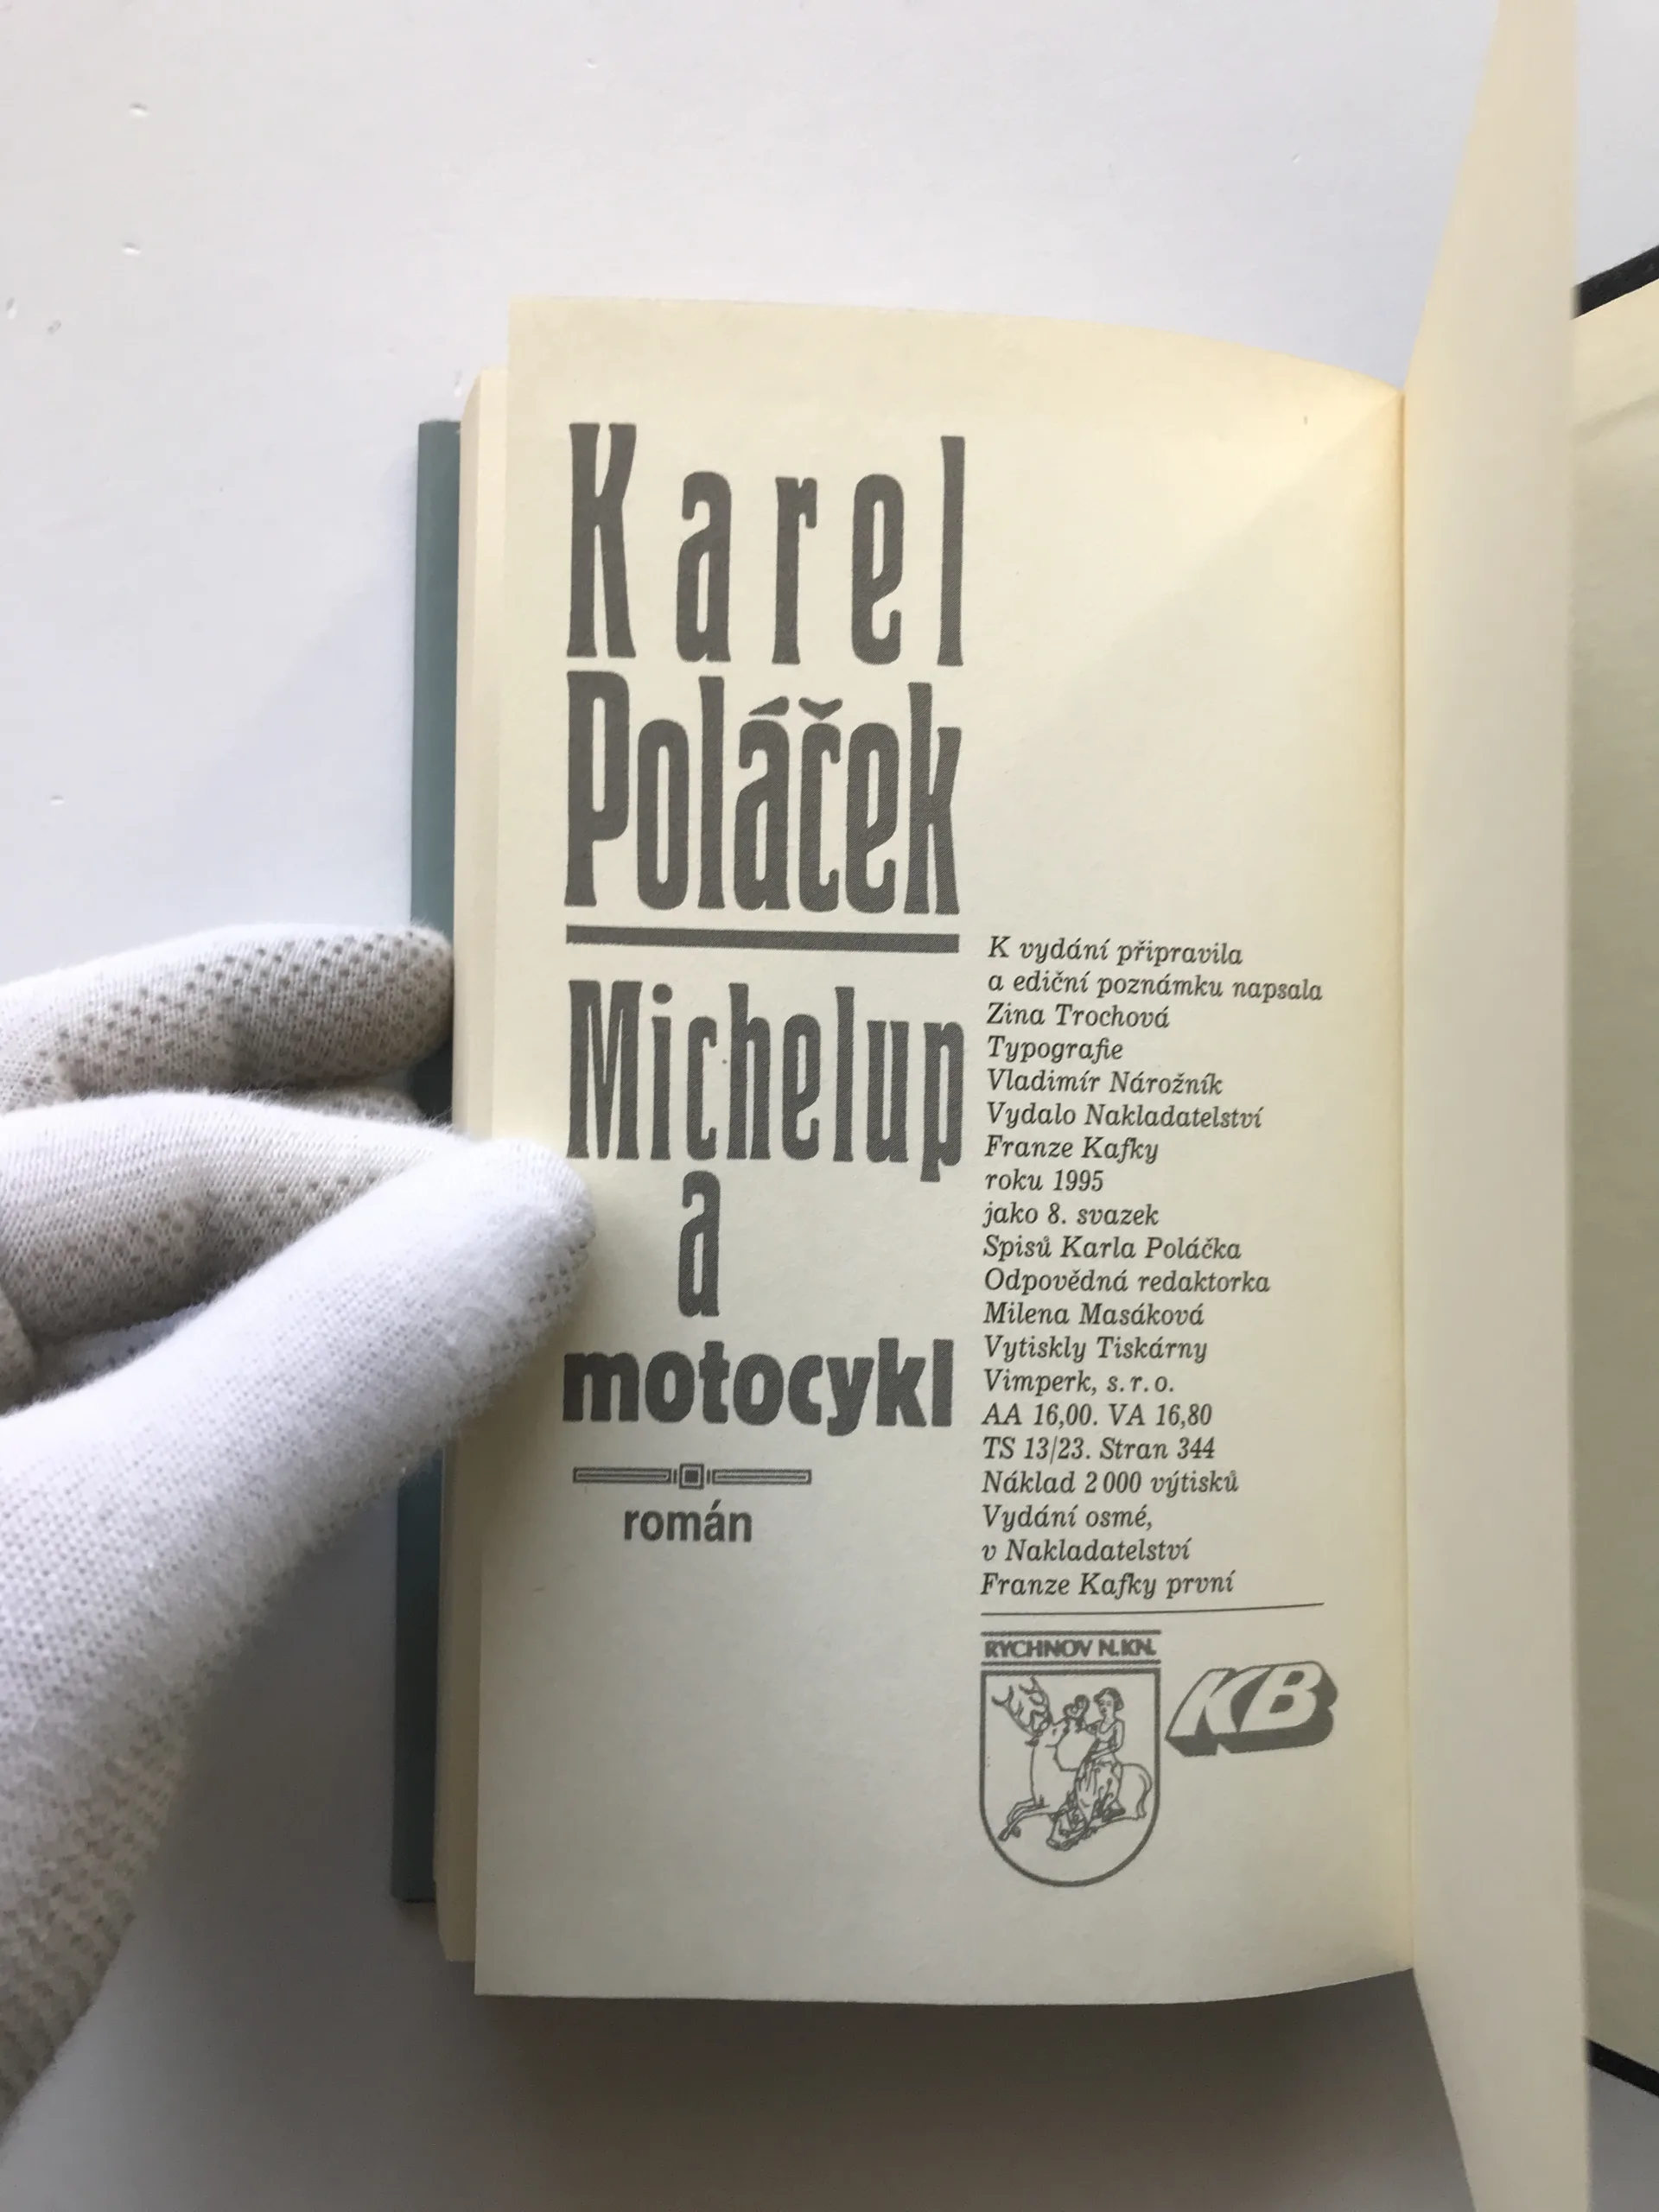 Karel
Poláček
Michelup
a
motocykl
román
K vydání připravila
a ediční poznámku napsala
Zina Trochová
Typografie
Vladimír Nárožník
Vydalo Nakladatelství
Franze Kafky
roku 1995
jako 8. svazek
Spisů Karla Poláčka
Odpovědná redaktorka
Milena Masáková
Vytiskly Tiskárny
Vimperk, s. r. o.
AA 16,00. VA 16,80
TS 13/23. Stran 344
Náklad 2 000 výtisků
Vydání osmé,
v Nakladatelství
Franze Kafky první
RYCHNOV N.KN.
KB